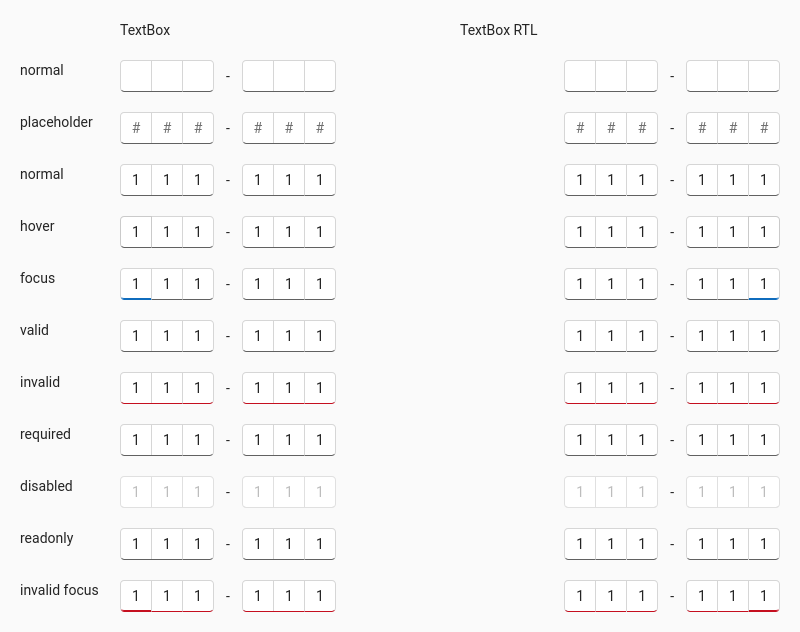 TextBox TextBox RTL
normal - -
placeholder # # # - # # # # # # - # # #
normal 1 1 1 - 1 1 1 1 1 1 - 1 1 1
hover 1 1 1 - 1 1 1 1 1 1 - 1 1 1
focus 1 1 1 - 1 1 1 1 1 1 - 1 1 1
valid 1 1 1 - 1 1 1 1 1 1 - 1 1 1
invalid 1 1 1 - 1 1 1 1 1 1 - 1 1 1
required 1 1 1 - 1 1 1 1 1 1 - 1 1 1
disabled 1 1 1 - 1 1 1 1 1 1 - 1 1 1
readonly 1 1 1 - 1 1 1 1 1 1 - 1 1 1
invalid focus 1 1 1 - 1 1 1 1 1 1 - 1 1 1